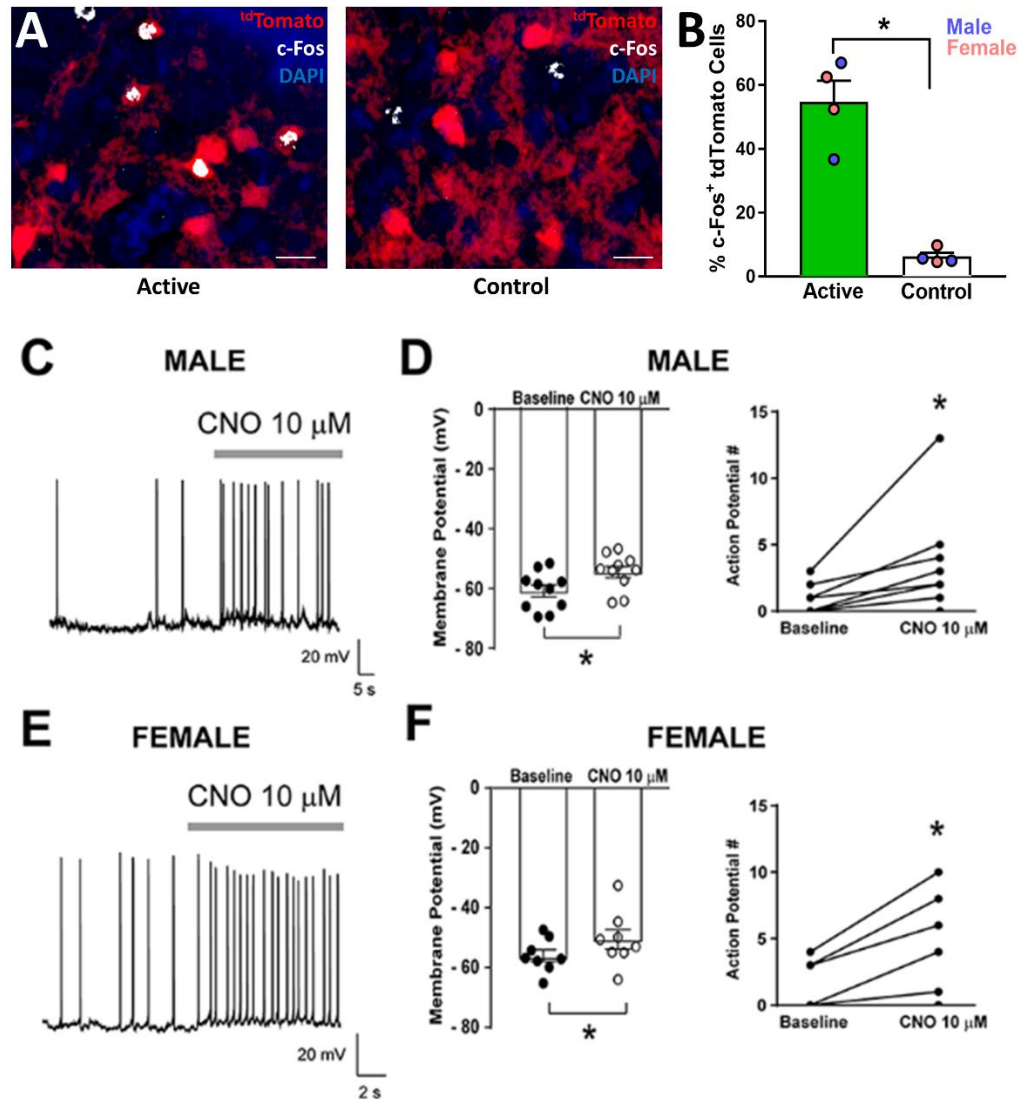 A
tdTomato
c-Fos
DAPI
Active
tdTomato
c-Fos
DAPI
Control
B
Male
Female
*
% c-Fos+ tdTomato Cells
80
60
40
20
0
Active
Control
C
MALE
CNO 10 μM
20 mV
5 s
D
MALE
Baseline
CNO 10 μM
Membrane Potential (mV)
0
- 20
- 40
- 60
- 80
*
Action Potential #
15
10
5
0
*
Baseline
CNO 10 μM
E
FEMALE
CNO 10 μM
20 mV
2 s
F
FEMALE
Baseline
CNO 10 μM
Membrane Potential (mV)
0
- 20
- 40
- 60
- 80
*
Action Potential #
15
10
5
0
*
Baseline
CNO 10 μM